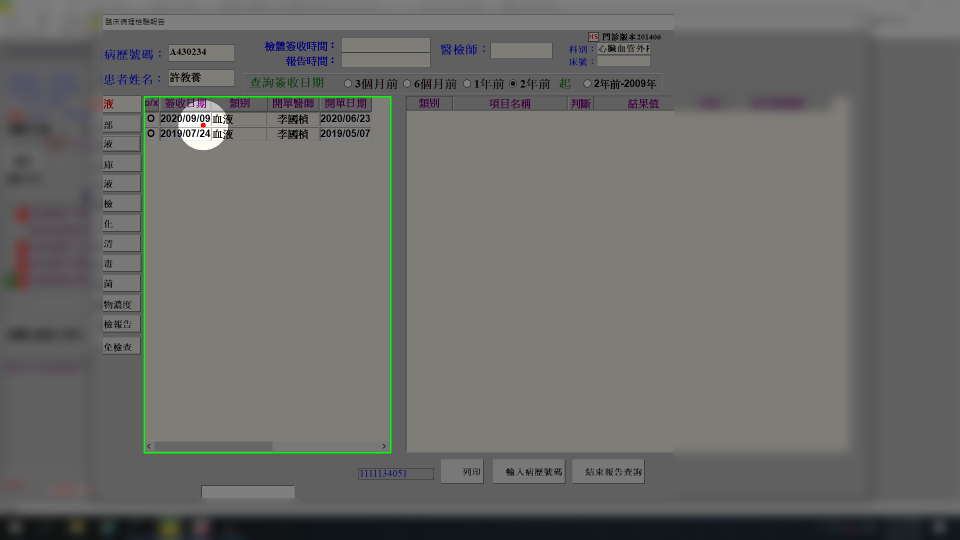 臨床病理檢驗報告
HS 門診版本201406
病歷號碼： A430234 檢體簽收時間： 醫檢師： 科別： 心臟血管外科
報告時間： 床號：
患者姓名： 許教養 查詢簽收日期 3個月前 6個月前 1年前 2年前 起 2年前-2009年
液 o/x 簽收日期 類別 開單醫師 開單日期 類別 項目名稱 判斷 結果值
O 2020/09/09 血液 李國楨 2020/06/23
部
O 2019/07/24 血液 李國楨 2019/05/07
液
庫
液
檢
化
清
毒
菌
物濃度
檢報告
免檢查
1111134051 列印 輸入病歷號碼 結束報告查詢